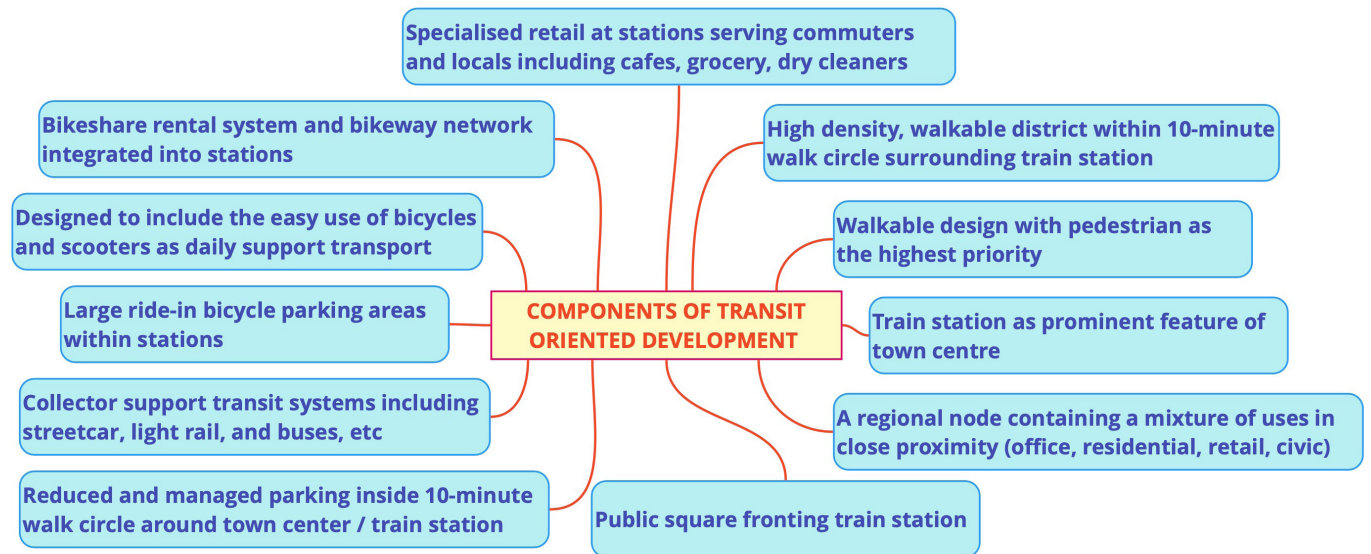 Specialised retail at stations serving commuters
and locals including cafes, grocery, dry cleaners
Bikeshare rental system and bikeway network
integrated into stations
High density, walkable district within 10-minute
walk circle surrounding train station
Designed to include the easy use of bicycles
and scooters as daily support transport
Walkable design with pedestrian as
the highest priority
Large ride-in bicycle parking areas
within stations
COMPONENTS OF TRANSIT
ORIENTED DEVELOPMENT
Train station as prominent feature of
town centre
Collector support transit systems including
streetcar, light rail, and buses, etc
A regional node containing a mixture of uses in
close proximity (office, residential, retail, civic)
Reduced and managed parking inside 10-minute
walk circle around town center / train station
Public square fronting train station